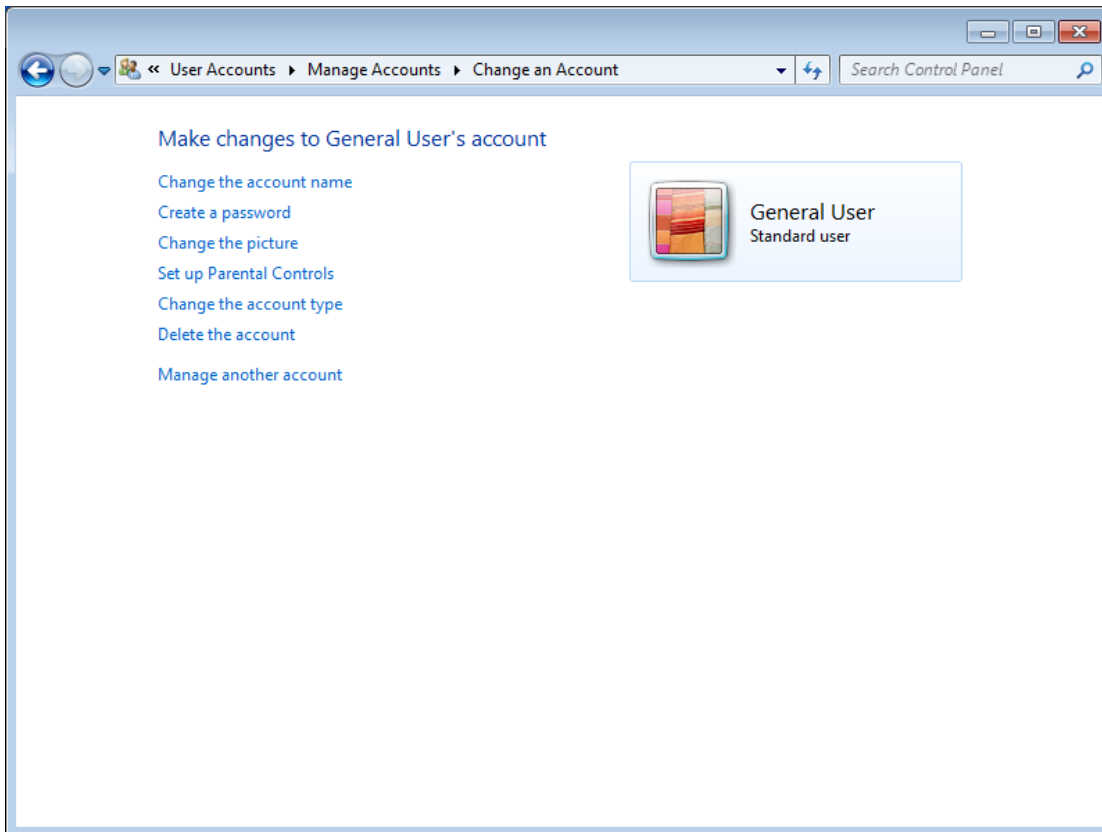 « User Accounts ▸ Manage Accounts ▸ Change an Account
Search Control Panel
Make changes to General User's account
Change the account name
Create a password
Change the picture
Set up Parental Controls
Change the account type
Delete the account
Manage another account
General User
Standard user